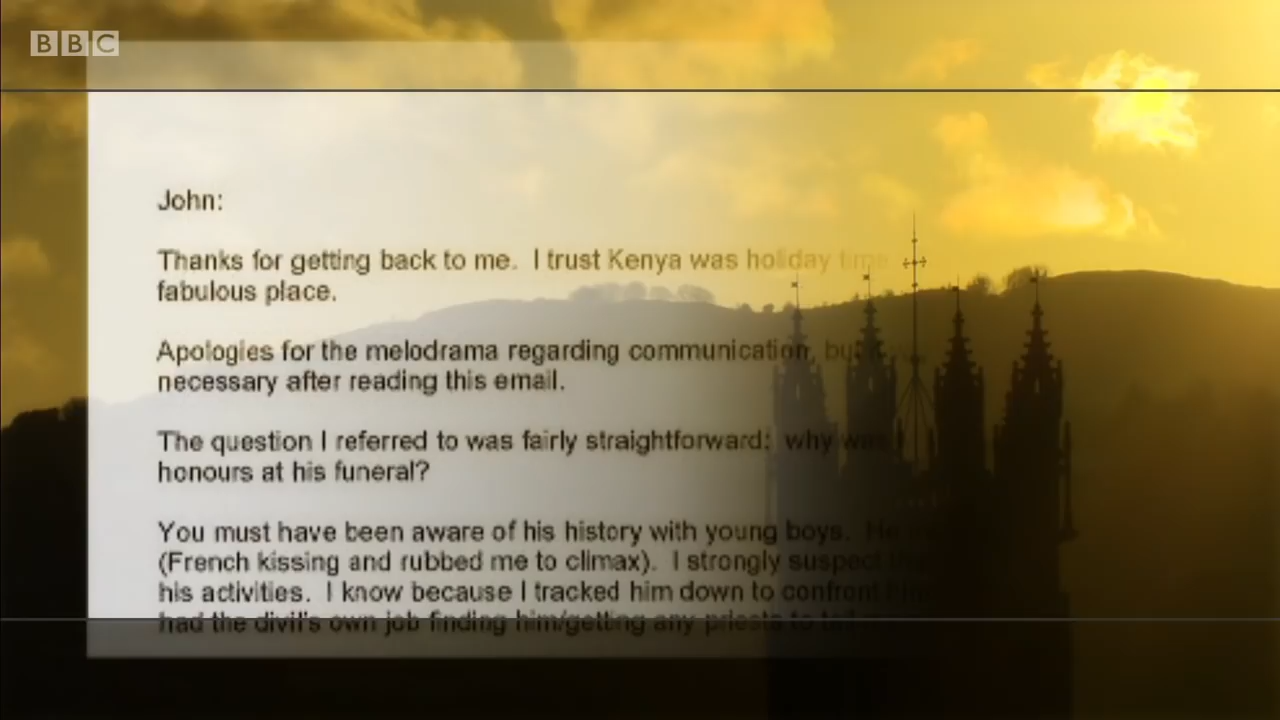 BBC
John:
Thanks for getting back to me. I trust Kenya was holiday time
fabulous place.
Apologies for the melodrama regarding communication, but
necessary after reading this email.
The question I referred to was fairly straightforward: why was
honours at his funeral?
You must have been aware of his history with young boys. He
(French kissing and rubbed me to climax). I strongly suspect
his activities. I know because I tracked him down to confront
had the divil's own job finding him/getting any priests to